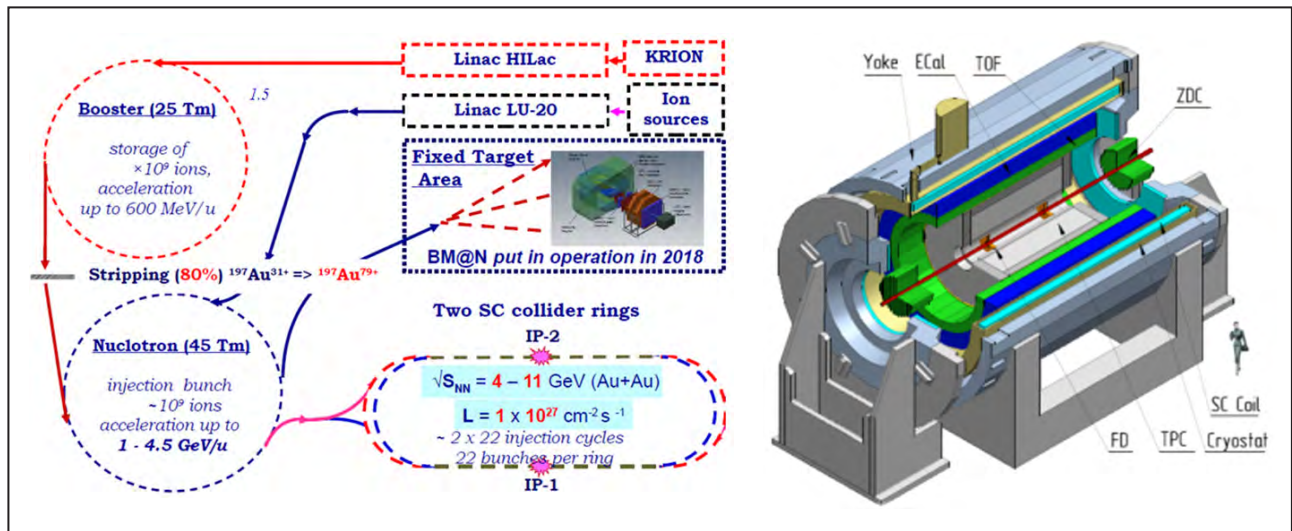 Linac HILac
KRION
Linac LU-20
Ion
sources
Booster (25 Tm)
1.5
storage of
×10⁹ ions,
acceleration
up to 600 MeV/u
Fixed Target
Area
BM@N put in operation in 2018
Stripping (80%) ¹⁹⁷Au³¹⁺ => ¹⁹⁷Au⁷⁹⁺
Nuclotron (45 Tm)
injection bunch
~10⁹ ions
acceleration up to
1 - 4.5 GeV/u
Two SC collider rings
IP-2
√S_NN = 4 – 11 GeV (Au+Au)
L = 1 x 10²⁷ cm⁻² s⁻¹
~ 2 x 22 injection cycles
22 bunches per ring
IP-1
Yoke
ECal
TOF
ZDC
SC Coil
FD
TPC
Cryostat